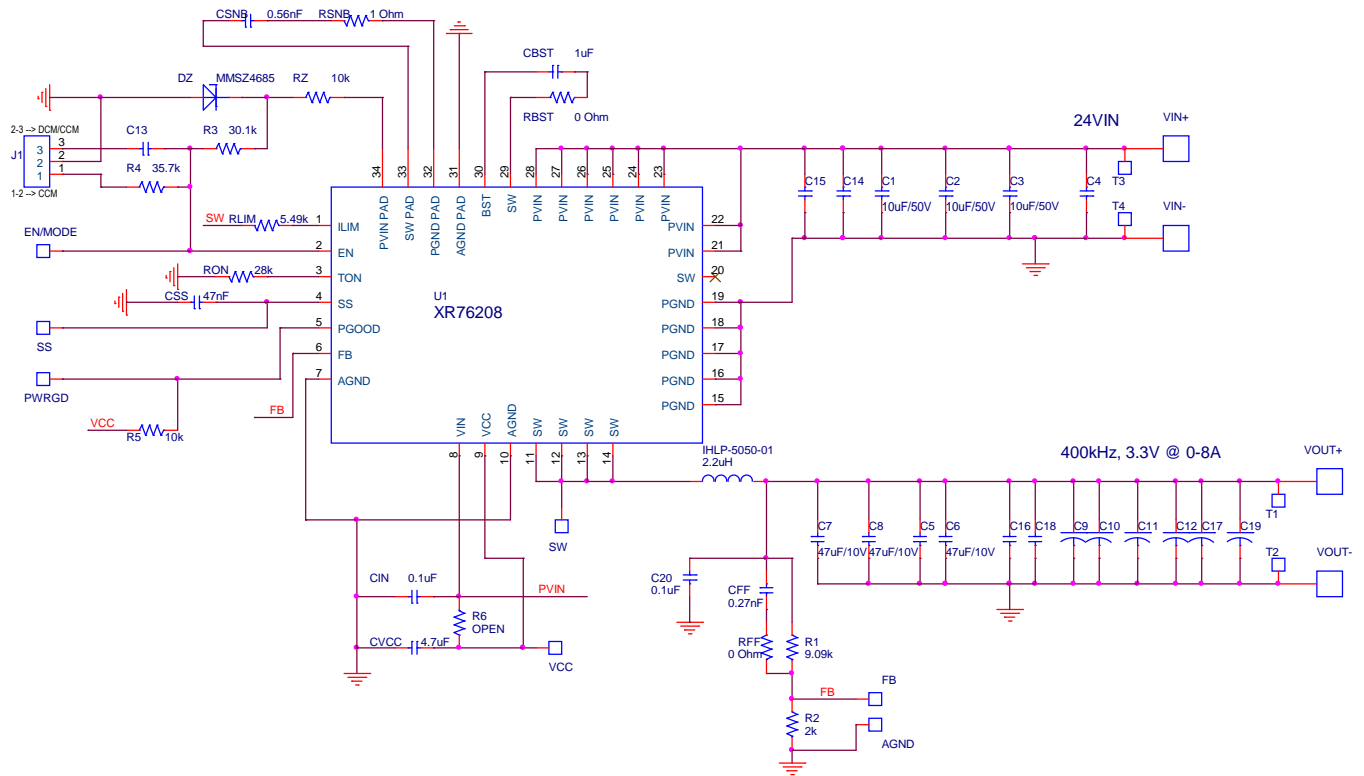 CSNB 0.56nF RSNB 1 Ohm
CBST 1uF
DZ MMSZ4685 RZ 10k
RBST 0 Ohm
24VIN VIN+
2-3 --> DCM/CCM
C13 R3 30.1k
J1
3 3
2 2
1 1
R4 35.7k
1-2 --> CCM
34 33 32 31 30 29 28 27 26 25 24 23
PVIN PAD SW PAD PGND PAD AGND PAD BST SW PVIN PVIN PVIN PVIN PVIN PVIN
T3
C15 C14 C1 C2 C3 C4
10uF/50V 10uF/50V 10uF/50V
T4 VIN-
SW RLIM 5.49k 1 ILIM
EN/MODE 2 EN
RON 28k 3 TON
CSS 47nF 4 SS
SS 5 PGOOD
6 FB
PWRGD 7 AGND
PVIN 22
PVIN 21
SW 20
PGND 19
PGND 18
PGND 17
PGND 16
PGND 15
U1
XR76208
FB
VCC
R5 10k
VIN VCC AGND SW SW SW SW
8 9 10 11 12 13 14
IHLP-5050-01
2.2uH
400kHz, 3.3V @ 0-8A VOUT+
T1
C7 C8 C5 C6 C16 C18 C9 C10 C11 C12 C17 C19
47uF/10V 47uF/10V 47uF/10V
T2 VOUT-
SW
CIN 0.1uF PVIN
R6
OPEN
CVCC 4.7uF
VCC
C20
0.1uF
CFF
0.27nF
RFF
0 Ohm
R1
9.09k
FB FB
R2
2k
AGND